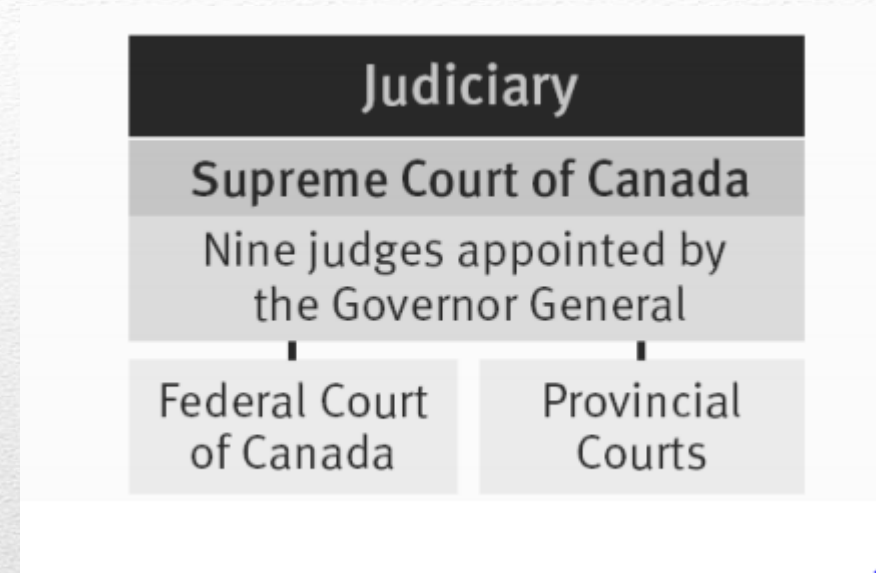 Judiciary
Supreme Court of Canada
Nine judges appointed by
the Governor General
Federal Court
of Canada
Provincial
Courts